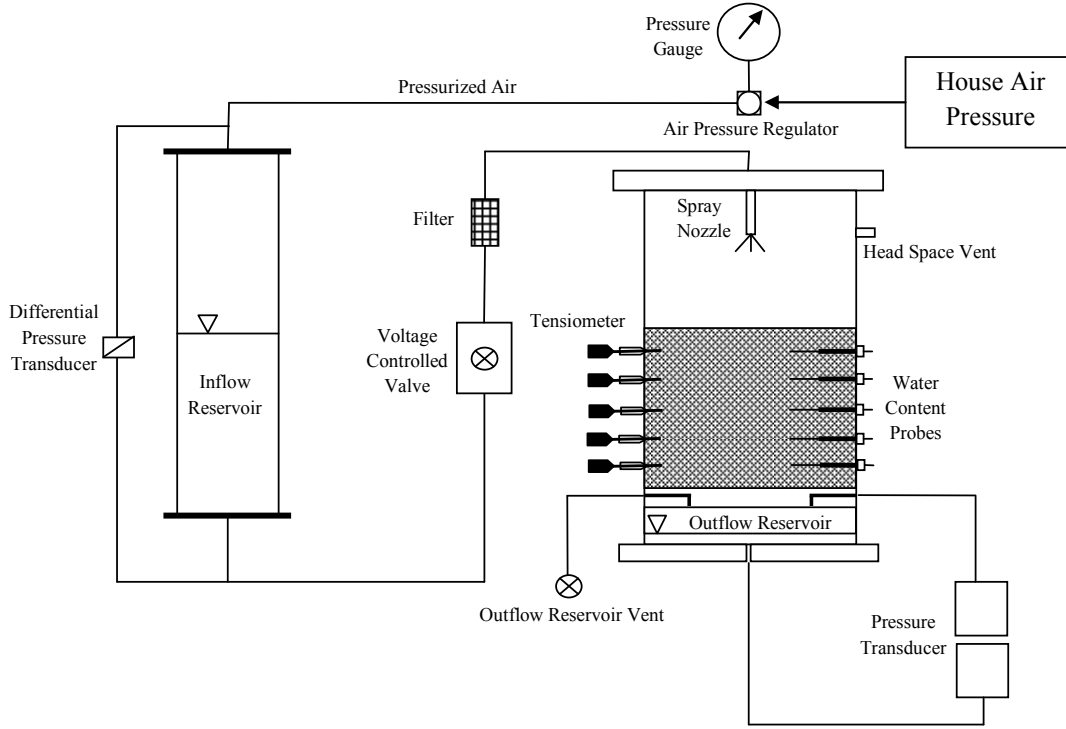 Pressure
Gauge
House Air
Pressure
Pressurized Air
Air Pressure Regulator
Filter
Spray
Nozzle
Head Space Vent
Differential
Pressure
Transducer
Voltage
Controlled
Valve
Tensiometer
Inflow
Reservoir
Water
Content
Probes
Outflow Reservoir
Outflow Reservoir Vent
Pressure
Transducer